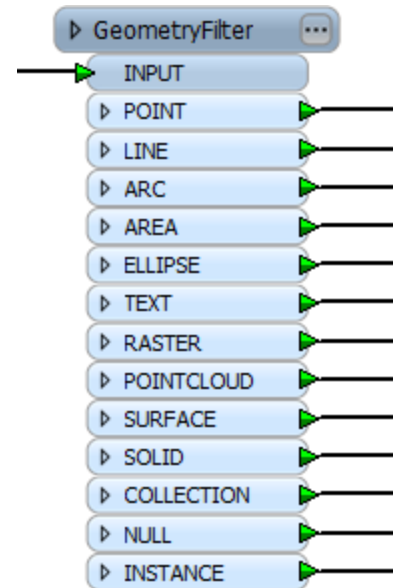 GeometryFilter
INPUT
POINT
LINE
ARC
AREA
ELLIPSE
TEXT
RASTER
POINTCLOUD
SURFACE
SOLID
COLLECTION
NULL
INSTANCE